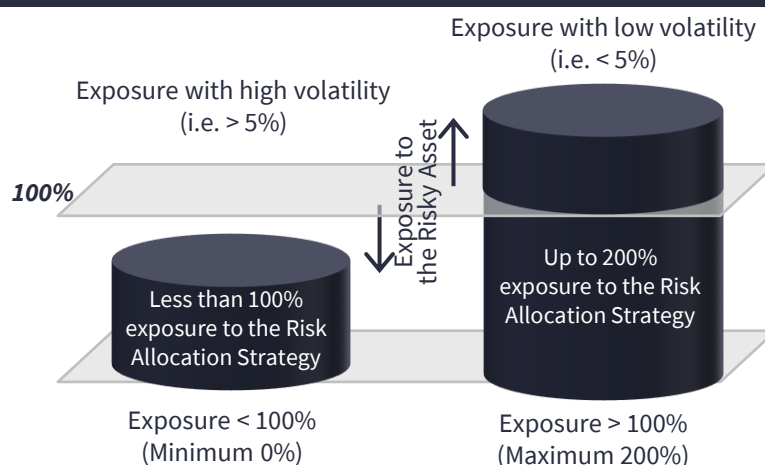 Exposure with low volatility
(i.e. < 5%)
Exposure with high volatility
(i.e. > 5%)
100%
Exposure to
the Risky Asset
Less than 100%
exposure to the Risk
Allocation Strategy
Up to 200%
exposure to the Risk
Allocation Strategy
Exposure < 100%
(Minimum 0%)
Exposure > 100%
(Maximum 200%)